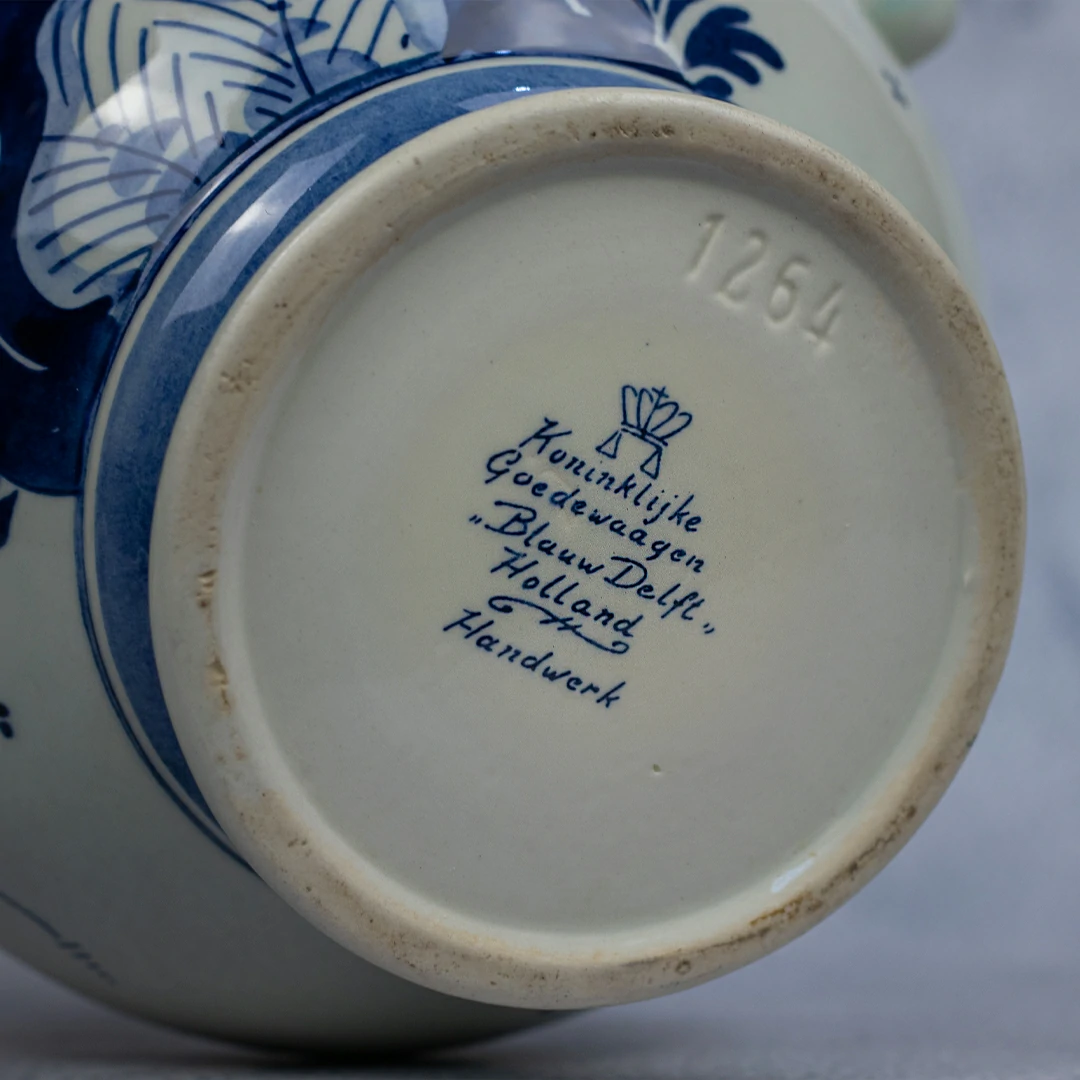 1264
Koninklijke
Goedewaagen
„Blauw Delft„
Holland
Handwerk